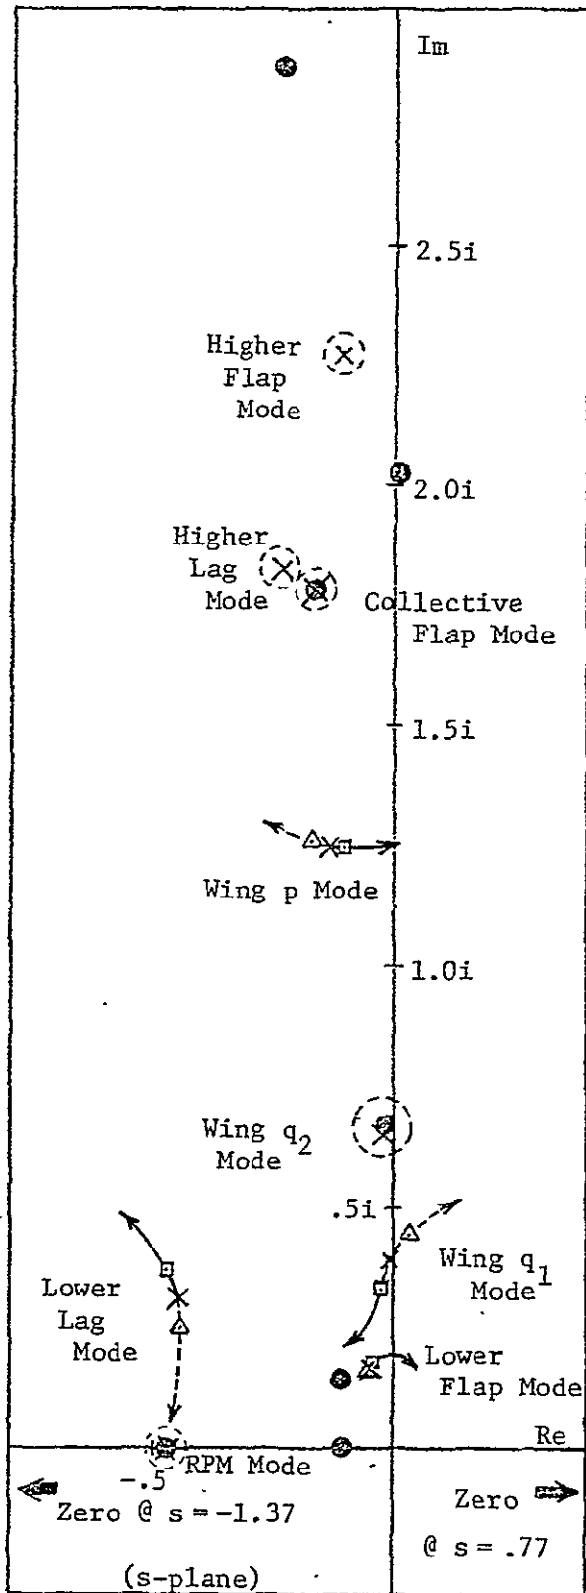 Im
2.5i
Higher
Flap
Mode
2.0i
Higher
Lag
Mode
Collective
Flap Mode
1.5i
Wing p Mode
1.0i
Wing q2
Mode
.5i
Wing q1
Mode
Lower
Lag
Mode
Lower
Flap Mode
Re
-.5
RPM Mode
Zero @ s = -1.37
Zero
@ s = .77
(s-plane)